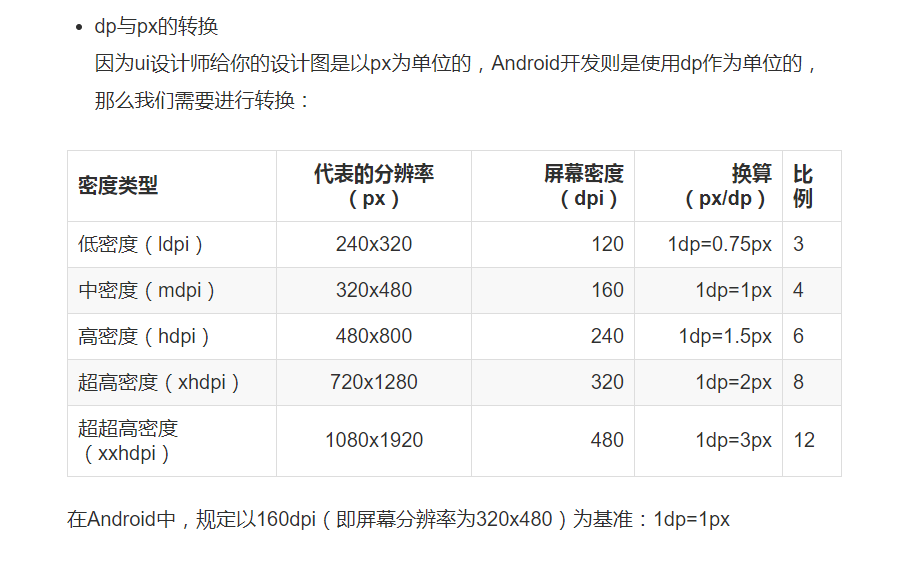 • dp与px的转换
因为ui设计师给你的设计图是以px为单位的，Android开发则是使用dp作为单位的，
那么我们需要进行转换：
密度类型 代表的分辨率（px） 屏幕密度（dpi） 换算（px/dp） 比例
低密度（ldpi） 240x320 120 1dp=0.75px 3
中密度（mdpi） 320x480 160 1dp=1px 4
高密度（hdpi） 480x800 240 1dp=1.5px 6
超高密度（xhdpi） 720x1280 320 1dp=2px 8
超超高密度（xxhdpi） 1080x1920 480 1dp=3px 12
在Android中，规定以160dpi（即屏幕分辨率为320x480）为基准：1dp=1px